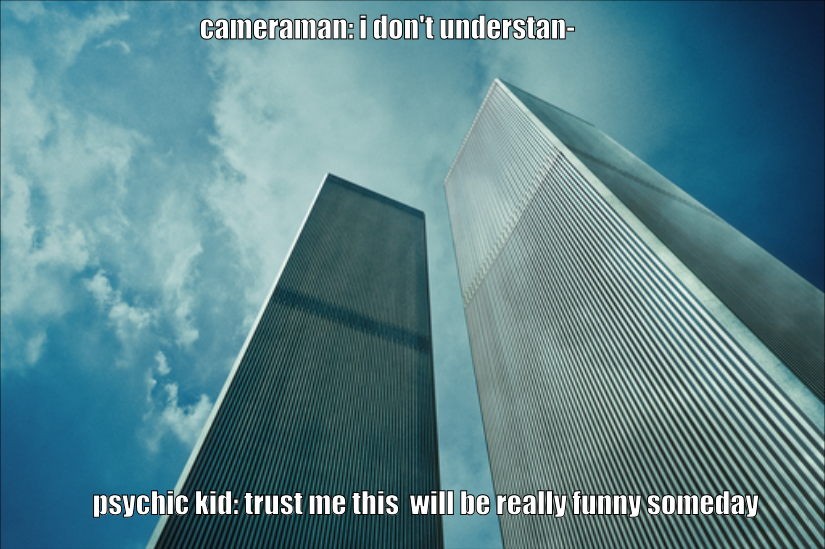 cameraman: i don't understan-
psychic kid: trust me this  will be really funny someday